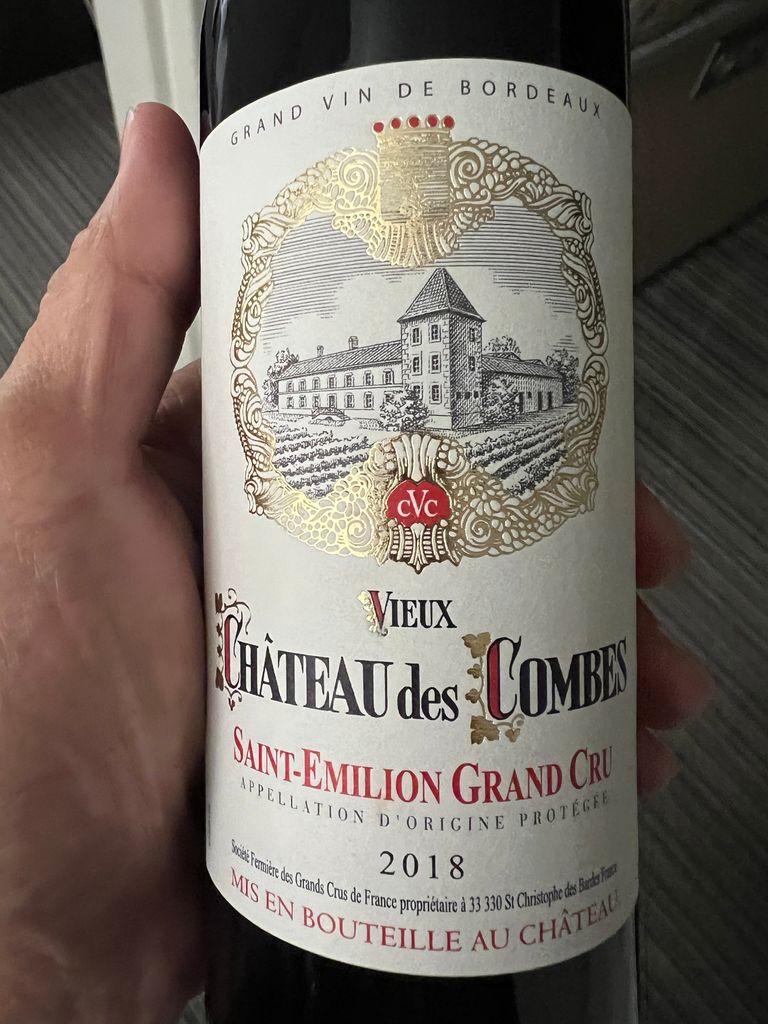 GRAND VIN DE BORDEAUX
cVc
VIEUX
CHÂTEAU des COMBES
SAINT-EMILION GRAND CRU
APPELLATION D'ORIGINE PROTÉGÉE
2018
Société Fermière des Grands Crus de France propriétaire à 33 330 St Christophe des Bardes France
MIS EN BOUTEILLE AU CHÂTEAU